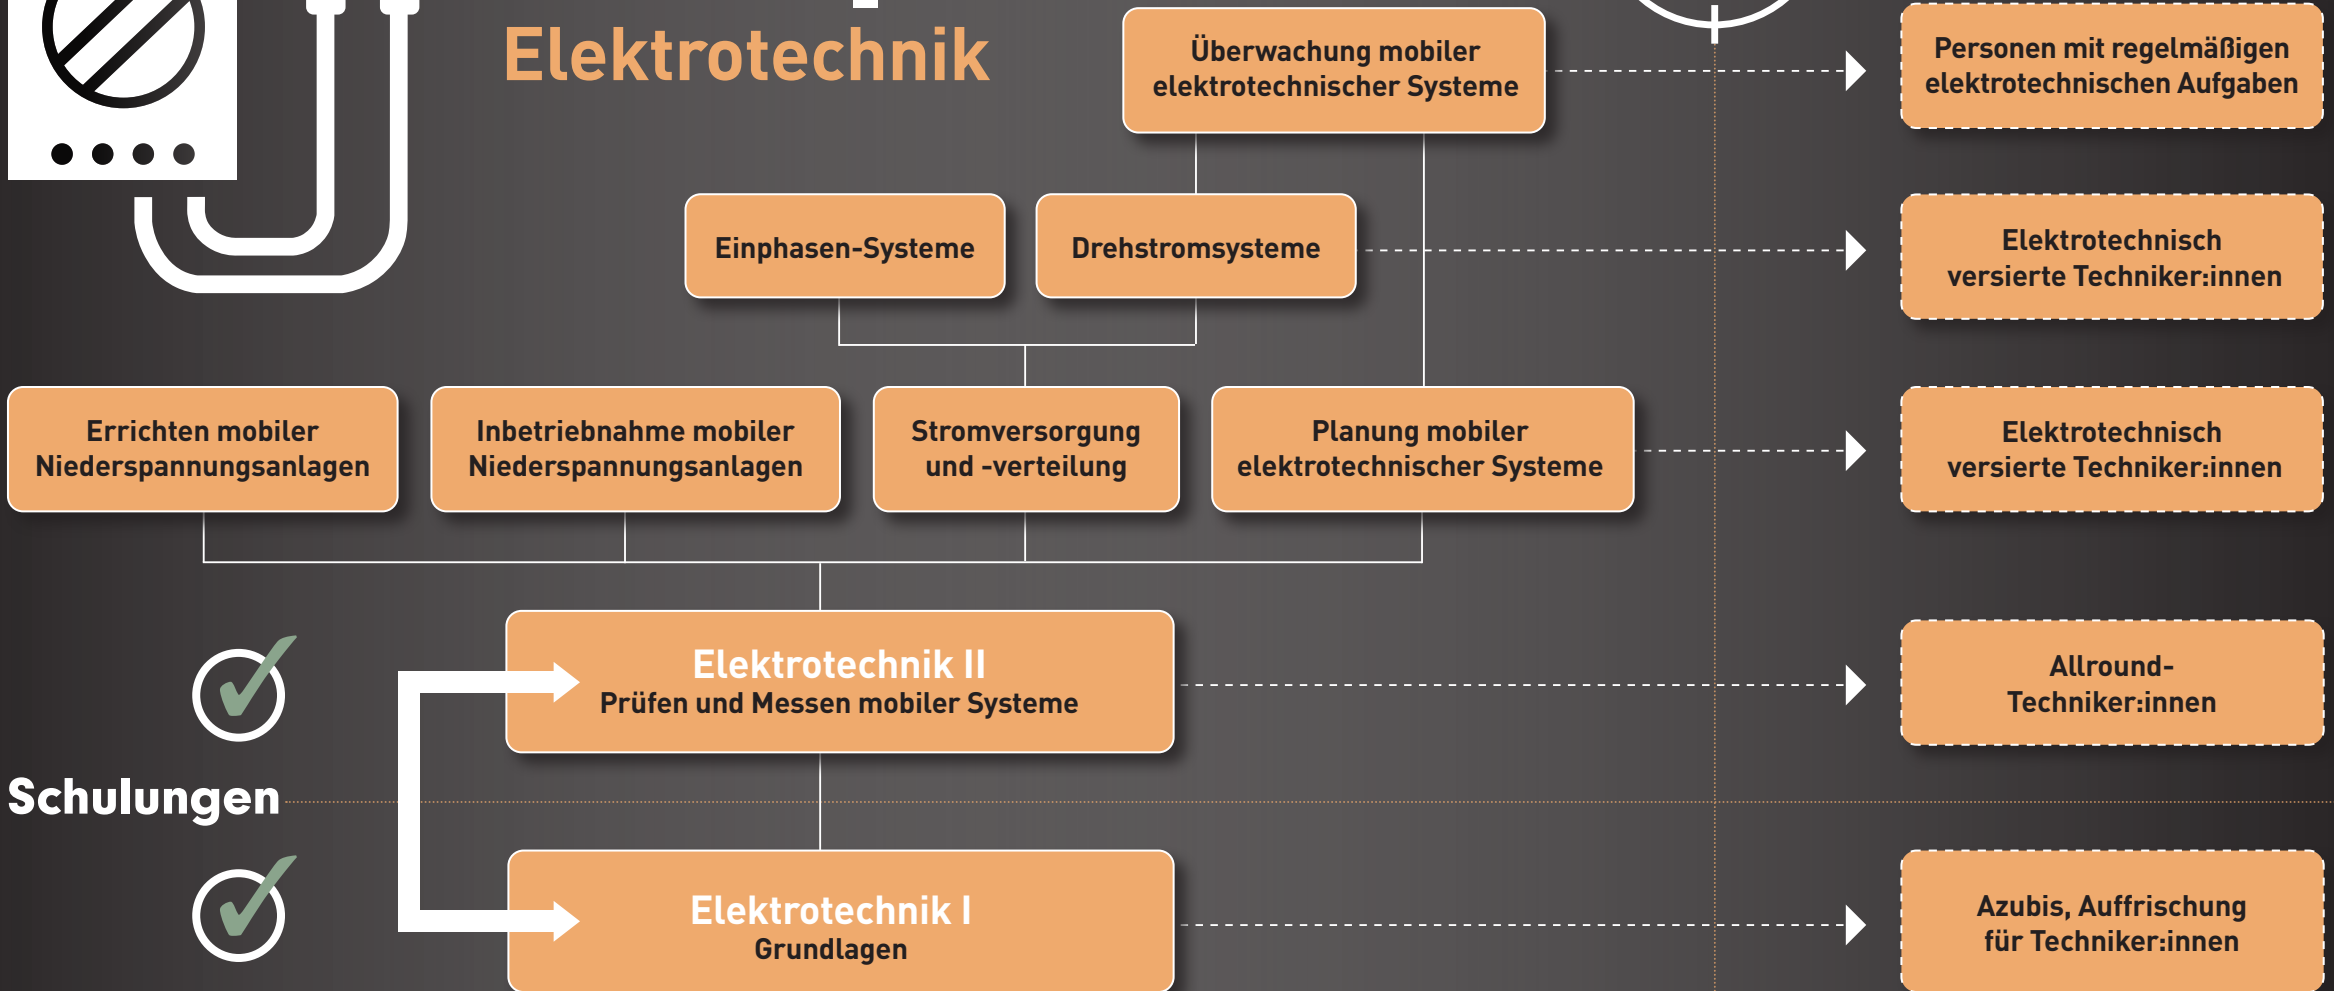 Elektrotechnik
Überwachung mobiler
elektrotechnischer Systeme
Personen mit regelmäßigen
elektrotechnischen Aufgaben
Einphasen-Systeme
Drehstromsysteme
Elektrotechnisch
versierte Techniker:innen
Errichten mobiler
Niederspannungsanlagen
Inbetriebnahme mobiler
Niederspannungsanlagen
Stromversorgung
und -verteilung
Planung mobiler
elektrotechnischer Systeme
Elektrotechnisch
versierte Techniker:innen
Elektrotechnik II
Prüfen und Messen mobiler Systeme
Allround-
Techniker:innen
Schulungen
Elektrotechnik I
Grundlagen
Azubis, Auffrischung
für Techniker:innen